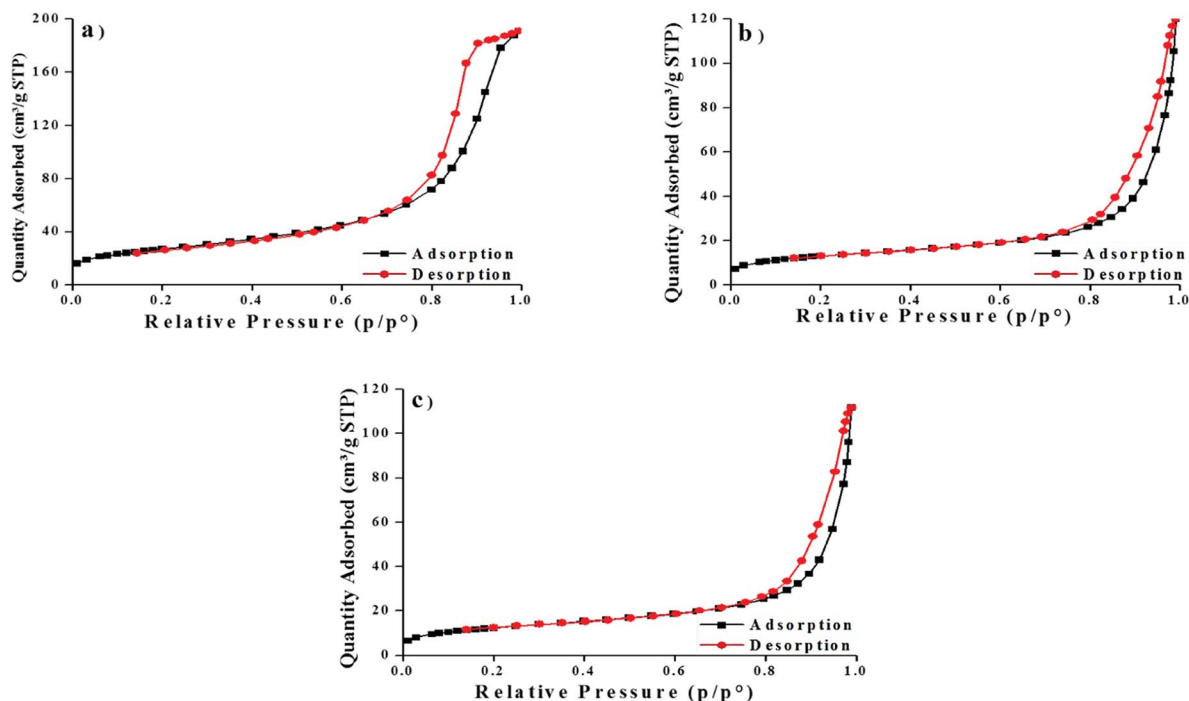 a)
200
160
120
80
40
0
Quantity Adsorbed (cm³/g STP)
Adsorption
Desorption
0.0 0.2 0.4 0.6 0.8 1.0
Relative Pressure (p/p°)
b)
120
100
80
60
40
20
0
Quantity Adsorbed (cm³/g STP)
Adsorption
Desorption
0.0 0.2 0.4 0.6 0.8 1.0
Relative Pressure (p/p°)
c)
120
100
80
60
40
20
0
Quantity Adsorbed (cm³/g STP)
Adsorption
Desorption
0.0 0.2 0.4 0.6 0.8 1.0
Relative Pressure (p/p°)